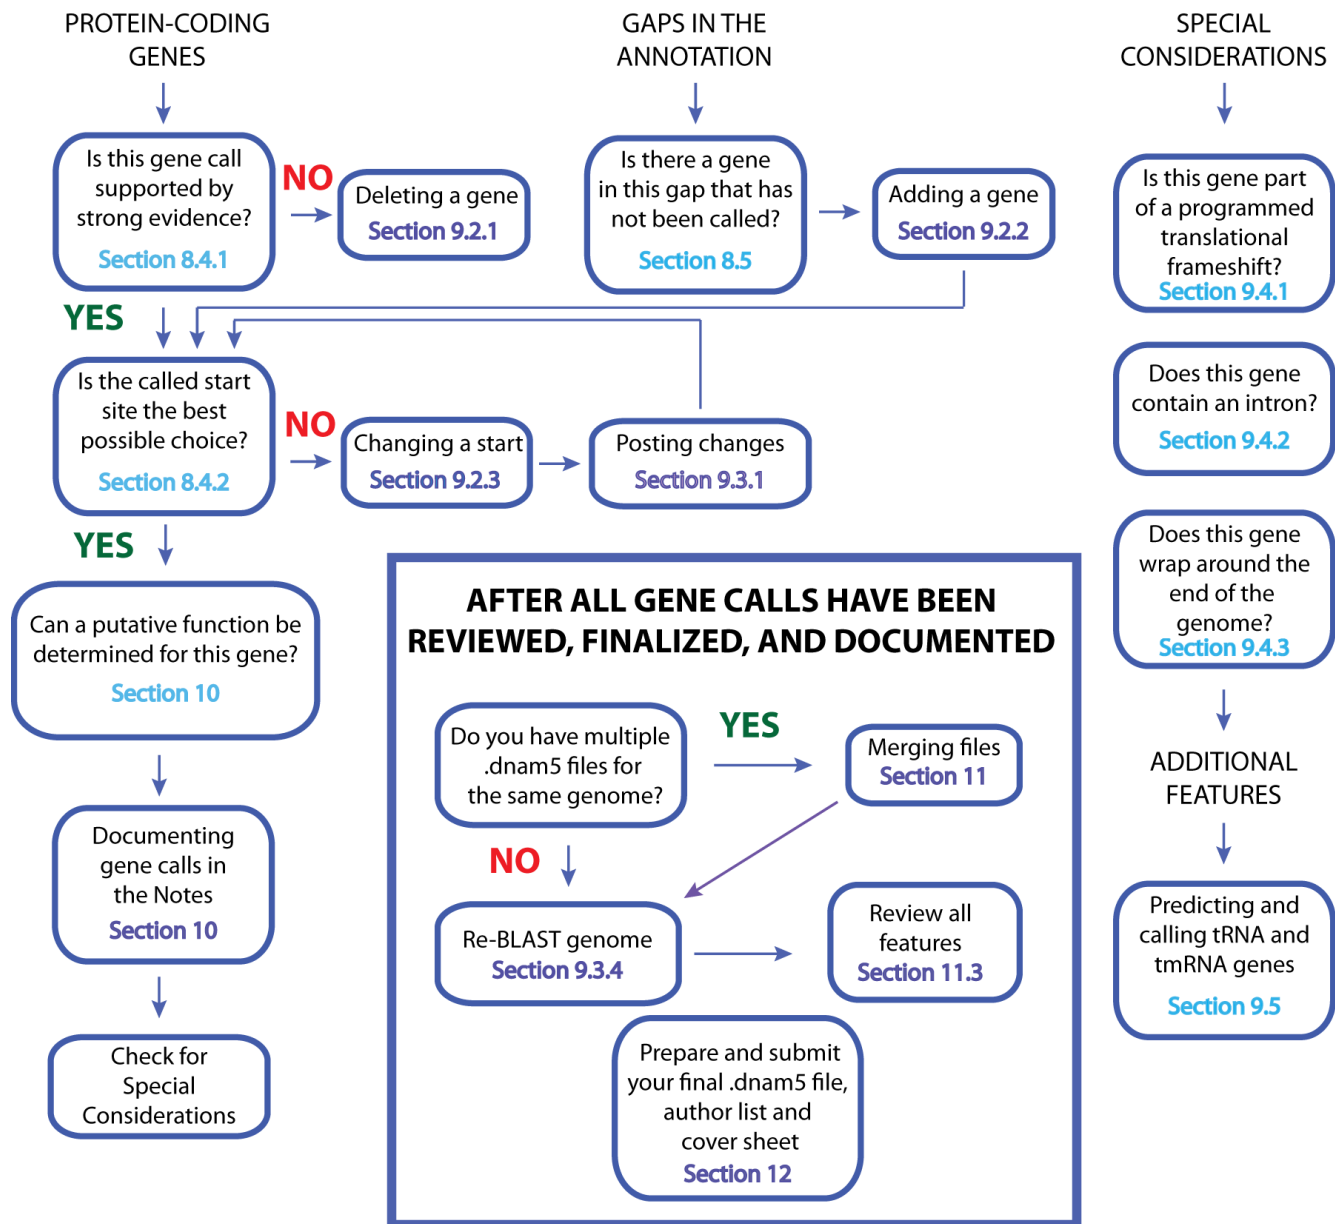 PROTEIN-CODING
GENES
Is this gene call
supported by
strong evidence?
Section 8.4.1
NO
Deleting a gene
Section 9.2.1
YES
Is the called start
site the best
possible choice?
Section 8.4.2
NO
Changing a start
Section 9.2.3
Posting changes
Section 9.3.1
YES
Can a putative function be
determined for this gene?
Section 10
Documenting
gene calls in
the Notes
Section 10
Check for
Special
Considerations
GAPS IN THE
ANNOTATION
Is there a gene
in this gap that has
not been called?
Section 8.5
Adding a gene
Section 9.2.2
AFTER ALL GENE CALLS HAVE BEEN
REVIEWED, FINALIZED, AND DOCUMENTED
Do you have multiple
.dnam5 files for
the same genome?
YES
Merging files
Section 11
NO
Re-BLAST genome
Section 9.3.4
Review all
features
Section 11.3
Prepare and submit
your final .dnam5 file,
author list and
cover sheet
Section 12
SPECIAL
CONSIDERATIONS
Is this gene part
of a programmed
translational
frameshift?
Section 9.4.1
Does this gene
contain an intron?
Section 9.4.2
Does this gene
wrap around the
end of the
genome?
Section 9.4.3
ADDITIONAL
FEATURES
Predicting and
calling tRNA and
tmRNA genes
Section 9.5